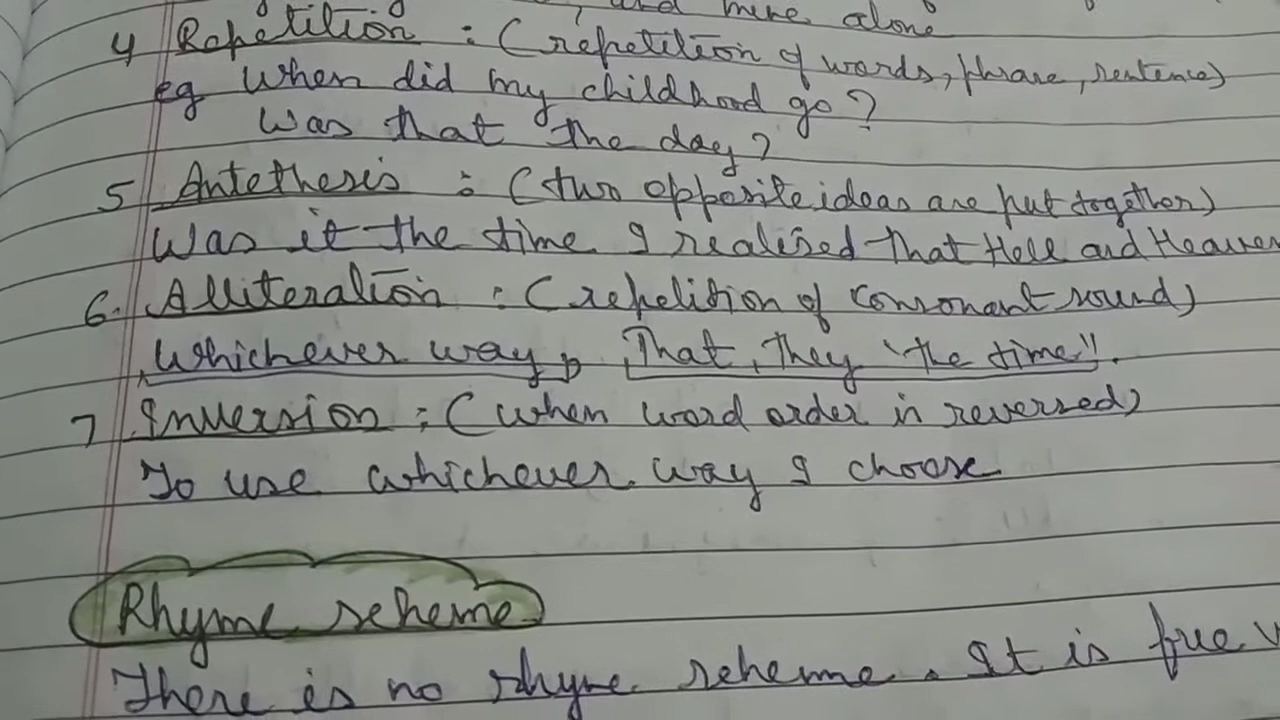 and mine alone
4 Repetition : (repetition of words, phrase, sentence)
eg When did my childhood go?
Was that the day?
5 Antethesis : (two opposite ideas are put together)
Was it the time I realised that Hell and Heaven
6. Alliteration : (repetition of consonant sound)
Whichever way, That, They "the time".
7 Inversion : (when word order is reversed)
To use whichever way I choose
Rhyme scheme
There is no rhyme scheme. It is free